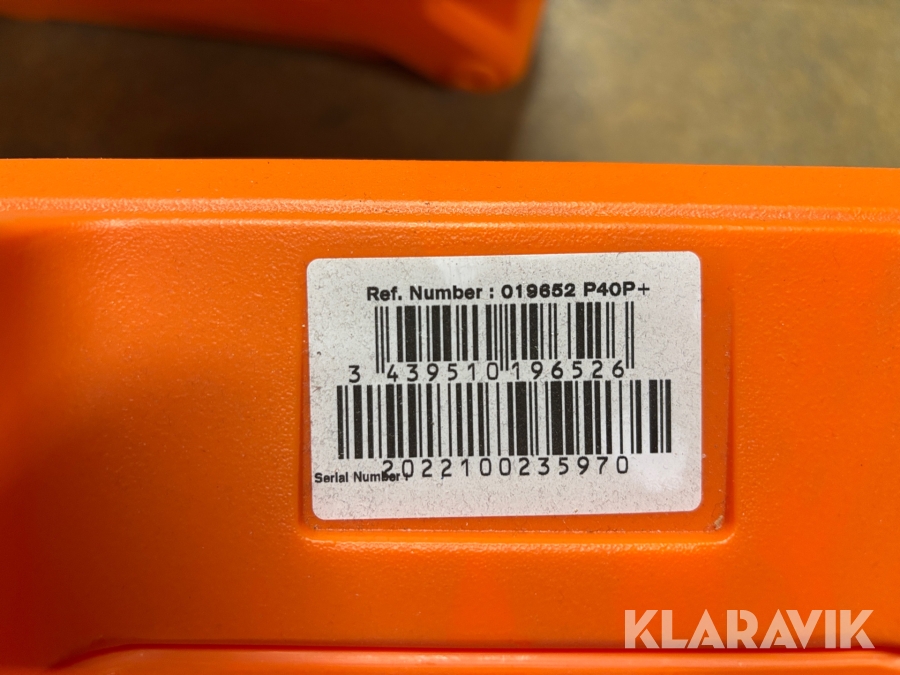 Ref. Number : 019652 P40P+
3 439510 196526
2022100235970
Serial Number :
KLARAVIK